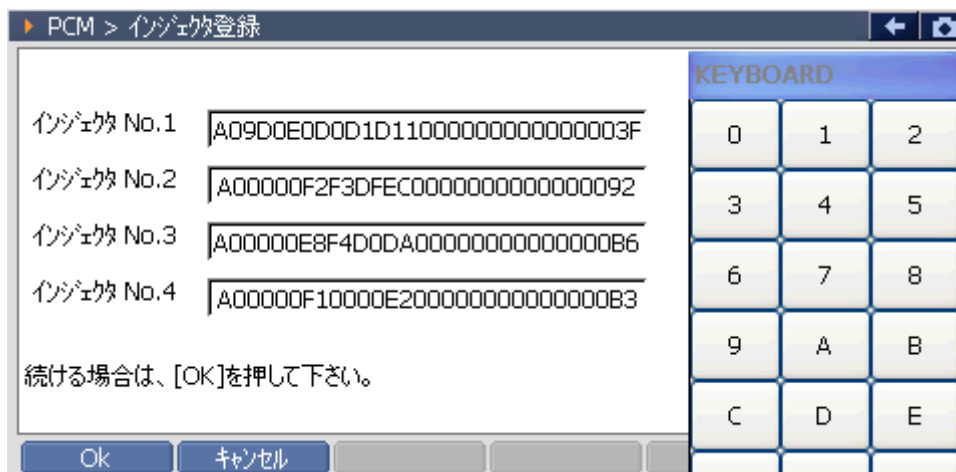 PCM > ｲﾝｼﾞｪｸﾀ登録
KEYBOARD
ｲﾝｼﾞｪｸﾀ No.1 A09D0E0D0D1D11000000000000003F
ｲﾝｼﾞｪｸﾀ No.2 A00000F2F3DFEC0000000000000092
ｲﾝｼﾞｪｸﾀ No.3 A00000E8F4D0DA00000000000000B6
ｲﾝｼﾞｪｸﾀ No.4 A00000F10000E200000000000000B3
続ける場合は、[OK]を押して下さい。
0 1 2
3 4 5
6 7 8
9 A B
C D E
Ok ｷｬﾝｾﾙ